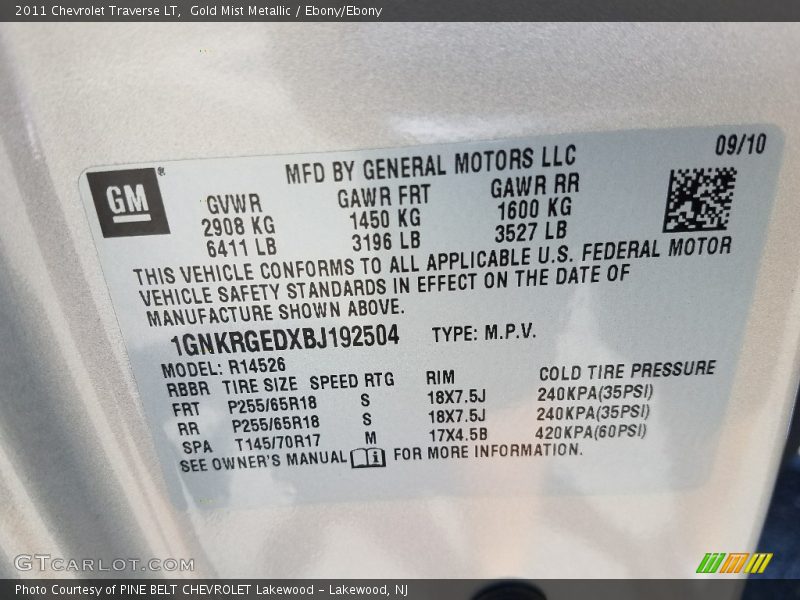 2011 Chevrolet Traverse LT, Gold Mist Metallic / Ebony/Ebony
09/10
GM®
MFD BY GENERAL MOTORS LLC
GVWR GAWR FRT GAWR RR
2908 KG 1450 KG 1600 KG
6411 LB 3196 LB 3527 LB
THIS VEHICLE CONFORMS TO ALL APPLICABLE U.S. FEDERAL MOTOR
VEHICLE SAFETY STANDARDS IN EFFECT ON THE DATE OF
MANUFACTURE SHOWN ABOVE.
1GNKRGEDXBJ192504 TYPE: M.P.V.
MODEL: R14526
RBBR TIRE SIZE SPEED RTG RIM COLD TIRE PRESSURE
FRT P255/65R18 S 18X7.5J 240KPA(35PSI)
RR P255/65R18 S 18X7.5J 240KPA(35PSI)
SPA T145/70R17 M 17X4.5B 420KPA(60PSI)
SEE OWNER'S MANUAL i FOR MORE INFORMATION.
GTCARLOT.COM
Photo Courtesy of PINE BELT CHEVROLET Lakewood - Lakewood, NJ